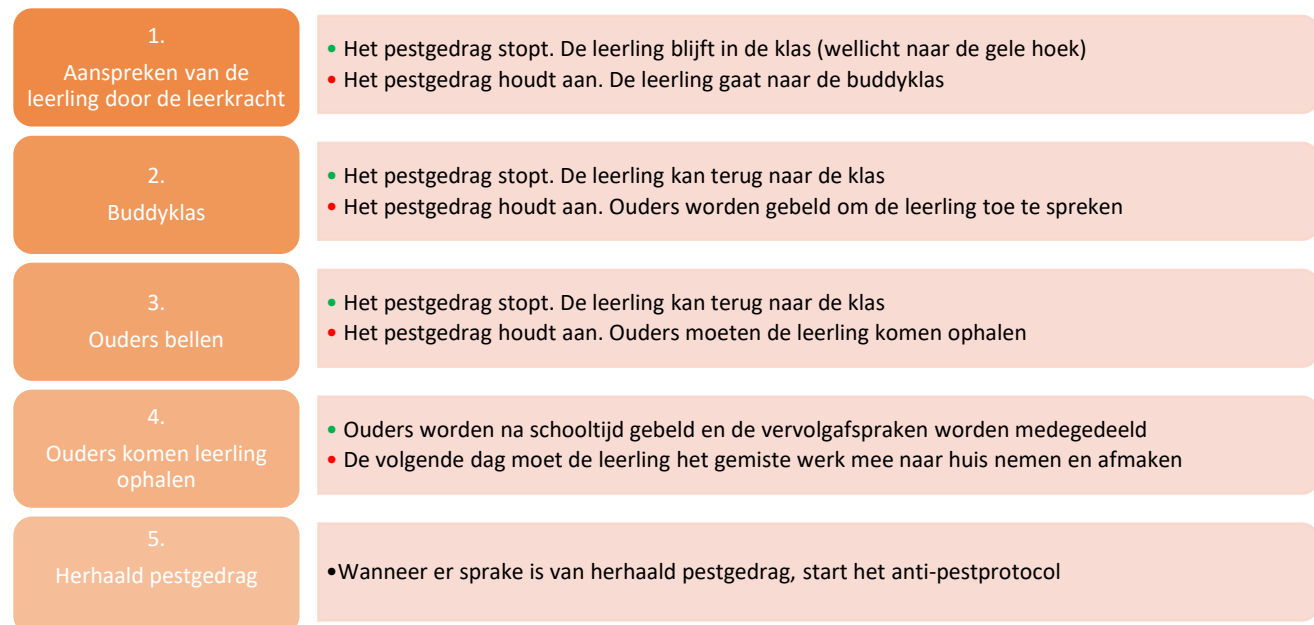 1.
Aanspreken van de
leerling door de leerkracht
• Het pestgedrag stopt. De leerling blijft in de klas (wellicht naar de gele hoek)
• Het pestgedrag houdt aan. De leerling gaat naar de buddyklas
2.
Buddyklas
• Het pestgedrag stopt. De leerling kan terug naar de klas
• Het pestgedrag houdt aan. Ouders worden gebeld om de leerling toe te spreken
3.
Ouders bellen
• Het pestgedrag stopt. De leerling kan terug naar de klas
• Het pestgedrag houdt aan. Ouders moeten de leerling komen ophalen
4.
Ouders komen leerling
ophalen
• Ouders worden na schooltijd gebeld en de vervolgafspraken worden medegedeeld
• De volgende dag moet de leerling het gemiste werk mee naar huis nemen en afmaken
5.
Herhaald pestgedrag
•Wanneer er sprake is van herhaald pestgedrag, start het anti-pestprotocol